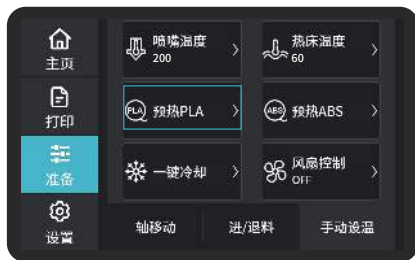 主页
打印
准备
设置
喷嘴温度
200
热床温度
60
PLA
预热PLA
ABS
预热ABS
一键冷却
风扇控制
OFF
轴移动
进/退料
手动设温